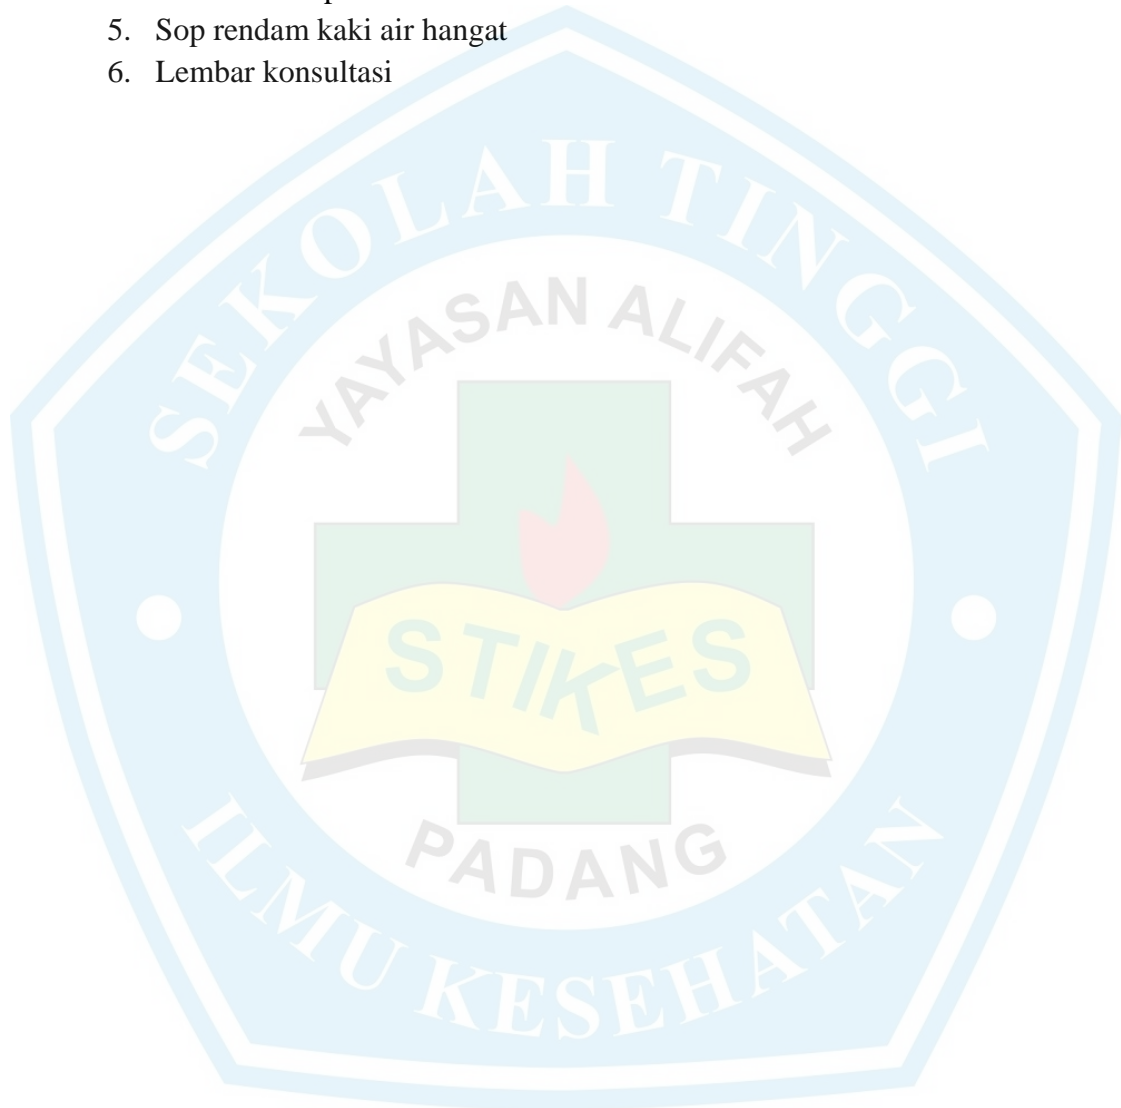 5. Sop rendam kaki air hangat
6. Lembar konsultasi
SEKOLAH TINGGI
YAYASAN ALIFAH
STIKES
PADANG
ILMU KESEHATAN